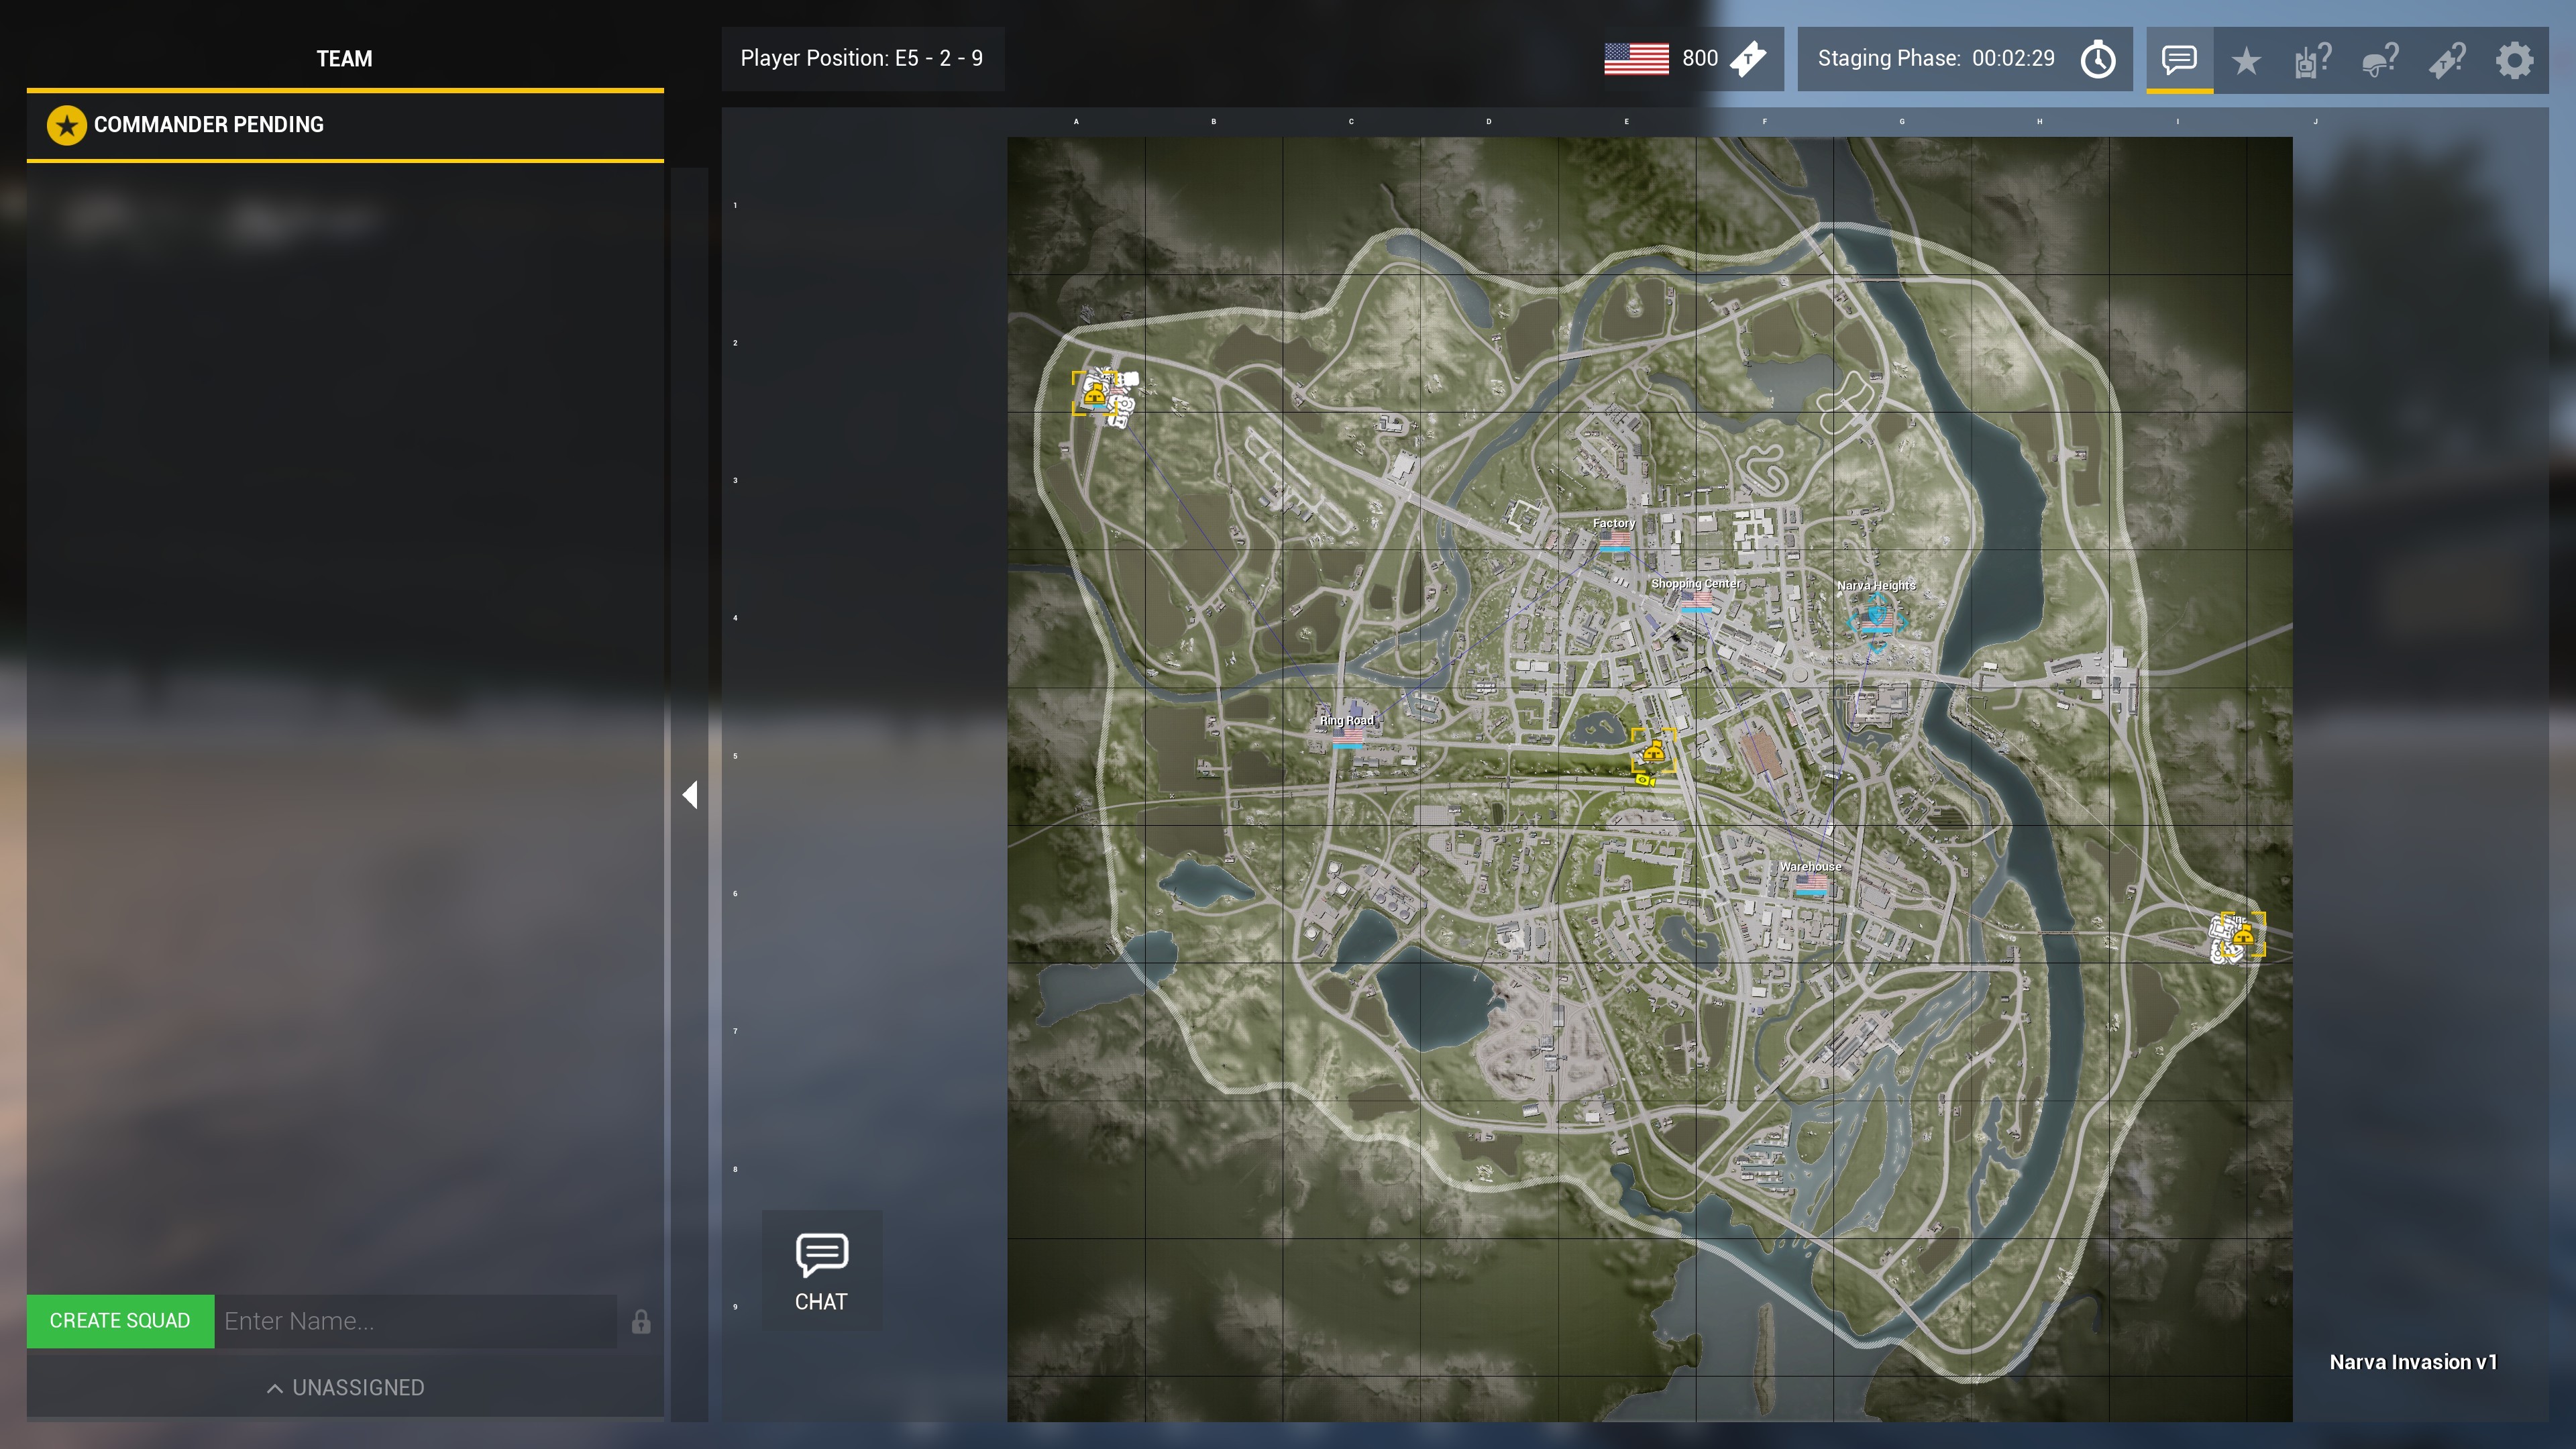 TEAM
Player Position: E5 - 2 - 9
800
Staging Phase: 00:02:29
COMMANDER PENDING
A B C D E F G H I J
1
2
3
Factory
Shopping Center
Narva Heights
4
Ring Road
5
Warehouse
6
7
8
CHAT
9
CREATE SQUAD
Enter Name...
UNASSIGNED
Narva Invasion v1